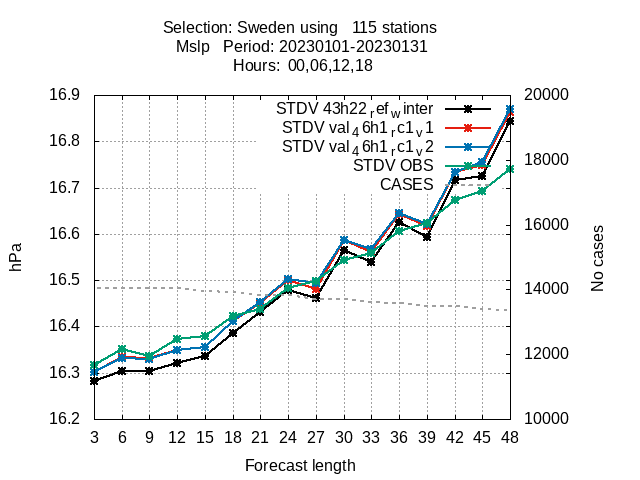 Selection: Sweden using 115 stations
Mslp Period: 20230101-20230131
Hours: 00,06,12,18
16.9
16.8
16.7
16.6
16.5
16.4
16.3
16.2
hPa
STDV 43h22refwinter
STDV val46h1rc1v1
STDV val46h1rc1v2
STDV OBS
CASES
20000
18000
16000
14000
12000
10000
No cases
3 6 9 12 15 18 21 24 27 30 33 36 39 42 45 48
Forecast length